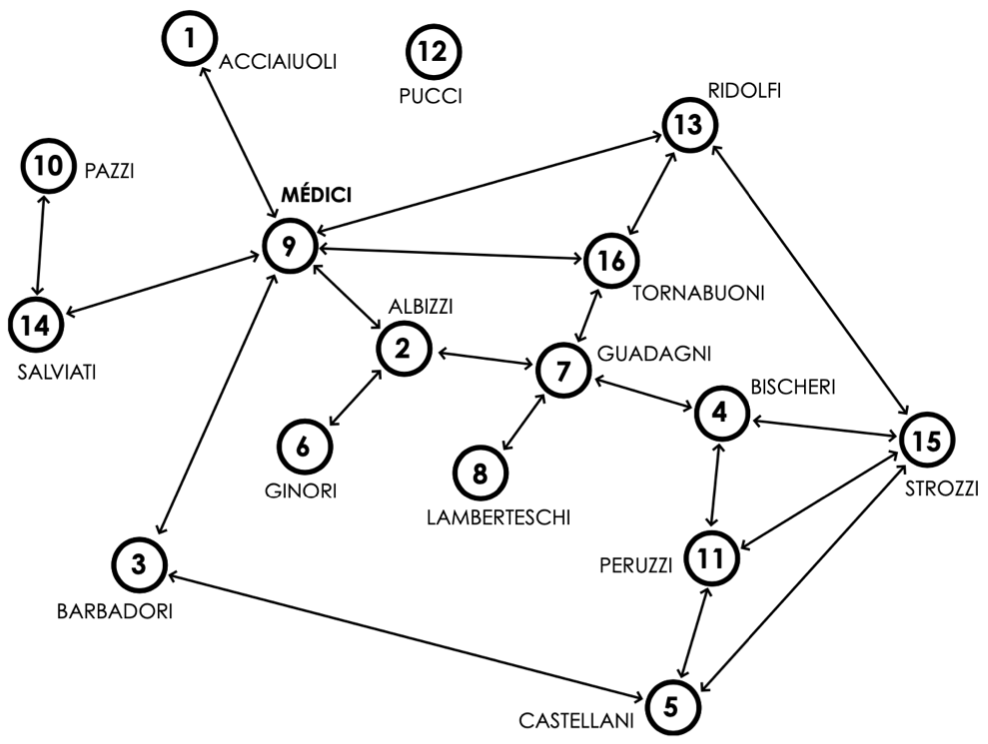 1
ACCIAIUOLI
12
PUCCI
RIDOLFI
13
10
PAZZI
MÉDICI
9
16
TORNABUONI
14
SALVIATI
ALBIZZI
2
GUADAGNI
7
BISCHERI
4
15
STROZZI
6
GINORI
8
LAMBERTESCHI
3
BARBADORI
PERUZZI
11
5
CASTELLANI